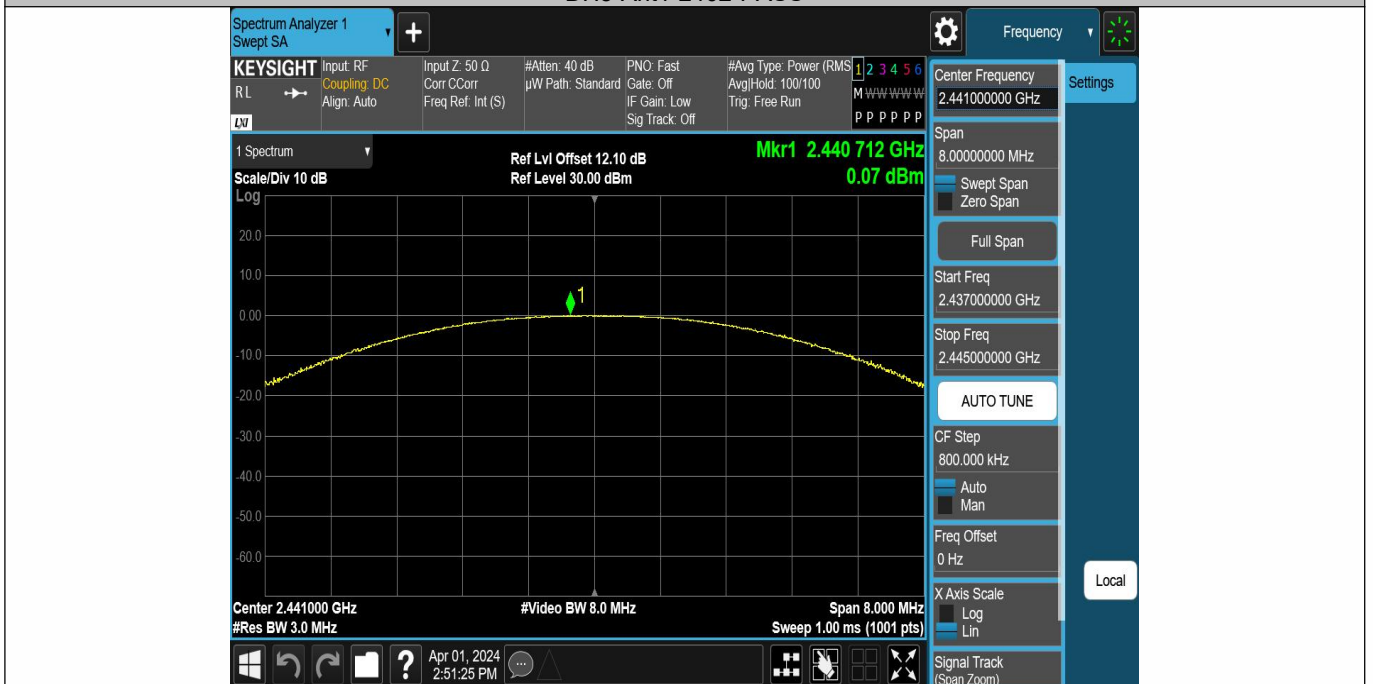 Spectrum Analyzer 1
Swept SA
Frequency
KEYSIGHT
RL
LXI
Input: RF
Coupling: DC
Align: Auto
Input Z: 50 Ω
Corr CCorr
Freq Ref: Int (S)
#Atten: 40 dB
µW Path: Standard
PNO: Fast
Gate: Off
IF Gain: Low
Sig Track: Off
#Avg Type: Power (RMS
Avg|Hold: 100/100
Trig: Free Run
1 2 3 4 5 6
M W W W W W
P P P P P P
1 Spectrum
Scale/Div 10 dB
Log
Ref Lvl Offset 12.10 dB
Ref Level 30.00 dBm
Mkr1 2.440 712 GHz
0.07 dBm
20.0
10.0
0.00
-10.0
-20.0
-30.0
-40.0
-50.0
-60.0
1
Center 2.441000 GHz
#Res BW 3.0 MHz
#Video BW 8.0 MHz
Span 8.000 MHz
Sweep 1.00 ms (1001 pts)
Center Frequency
2.441000000 GHz
Settings
Span
8.00000000 MHz
Swept Span
Zero Span
Full Span
Start Freq
2.437000000 GHz
Stop Freq
2.445000000 GHz
AUTO TUNE
CF Step
800.000 kHz
Auto
Man
Freq Offset
0 Hz
Local
X Axis Scale
Log
Lin
Signal Track
(Span Zoom)
?
Apr 01, 2024
2:51:25 PM